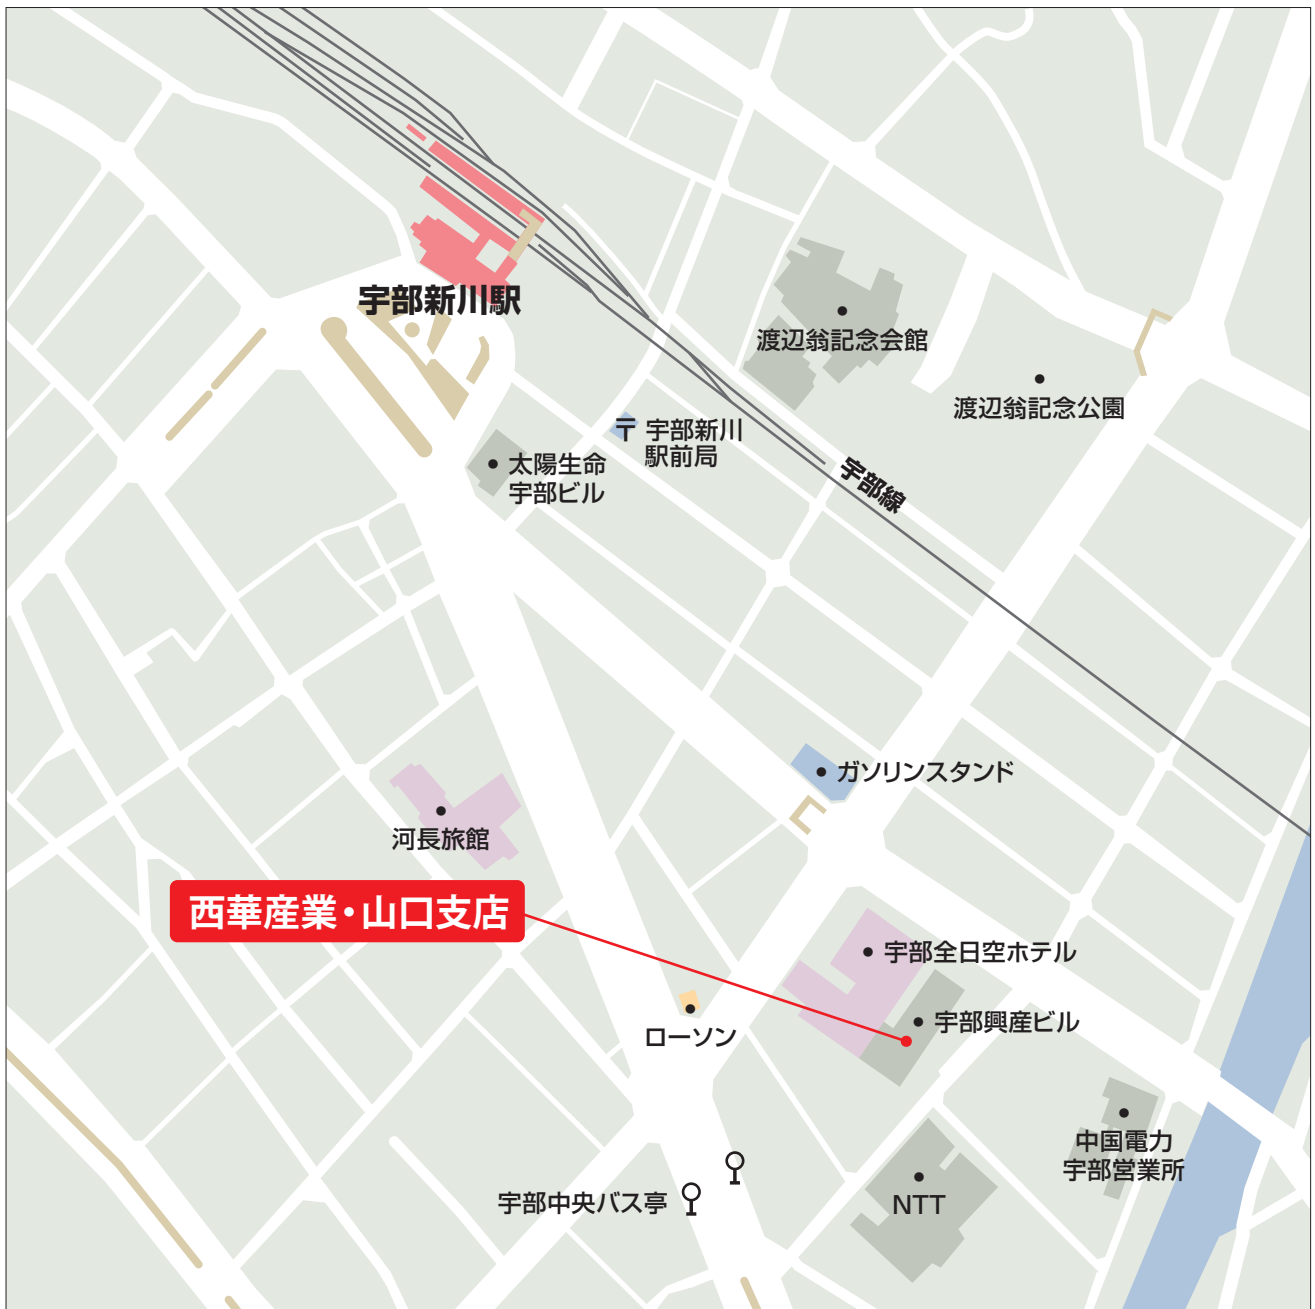 宇部新川駅
渡辺翁記念会館
渡辺翁記念公園
〒 宇部新川
駅前局
太陽生命
宇部ビル
宇部線
ガソリンスタンド
河長旅館
西華産業・山口支店
宇部全日空ホテル
宇部興産ビル
ローソン
中国電力
宇部営業所
宇部中央バス亭
NTT